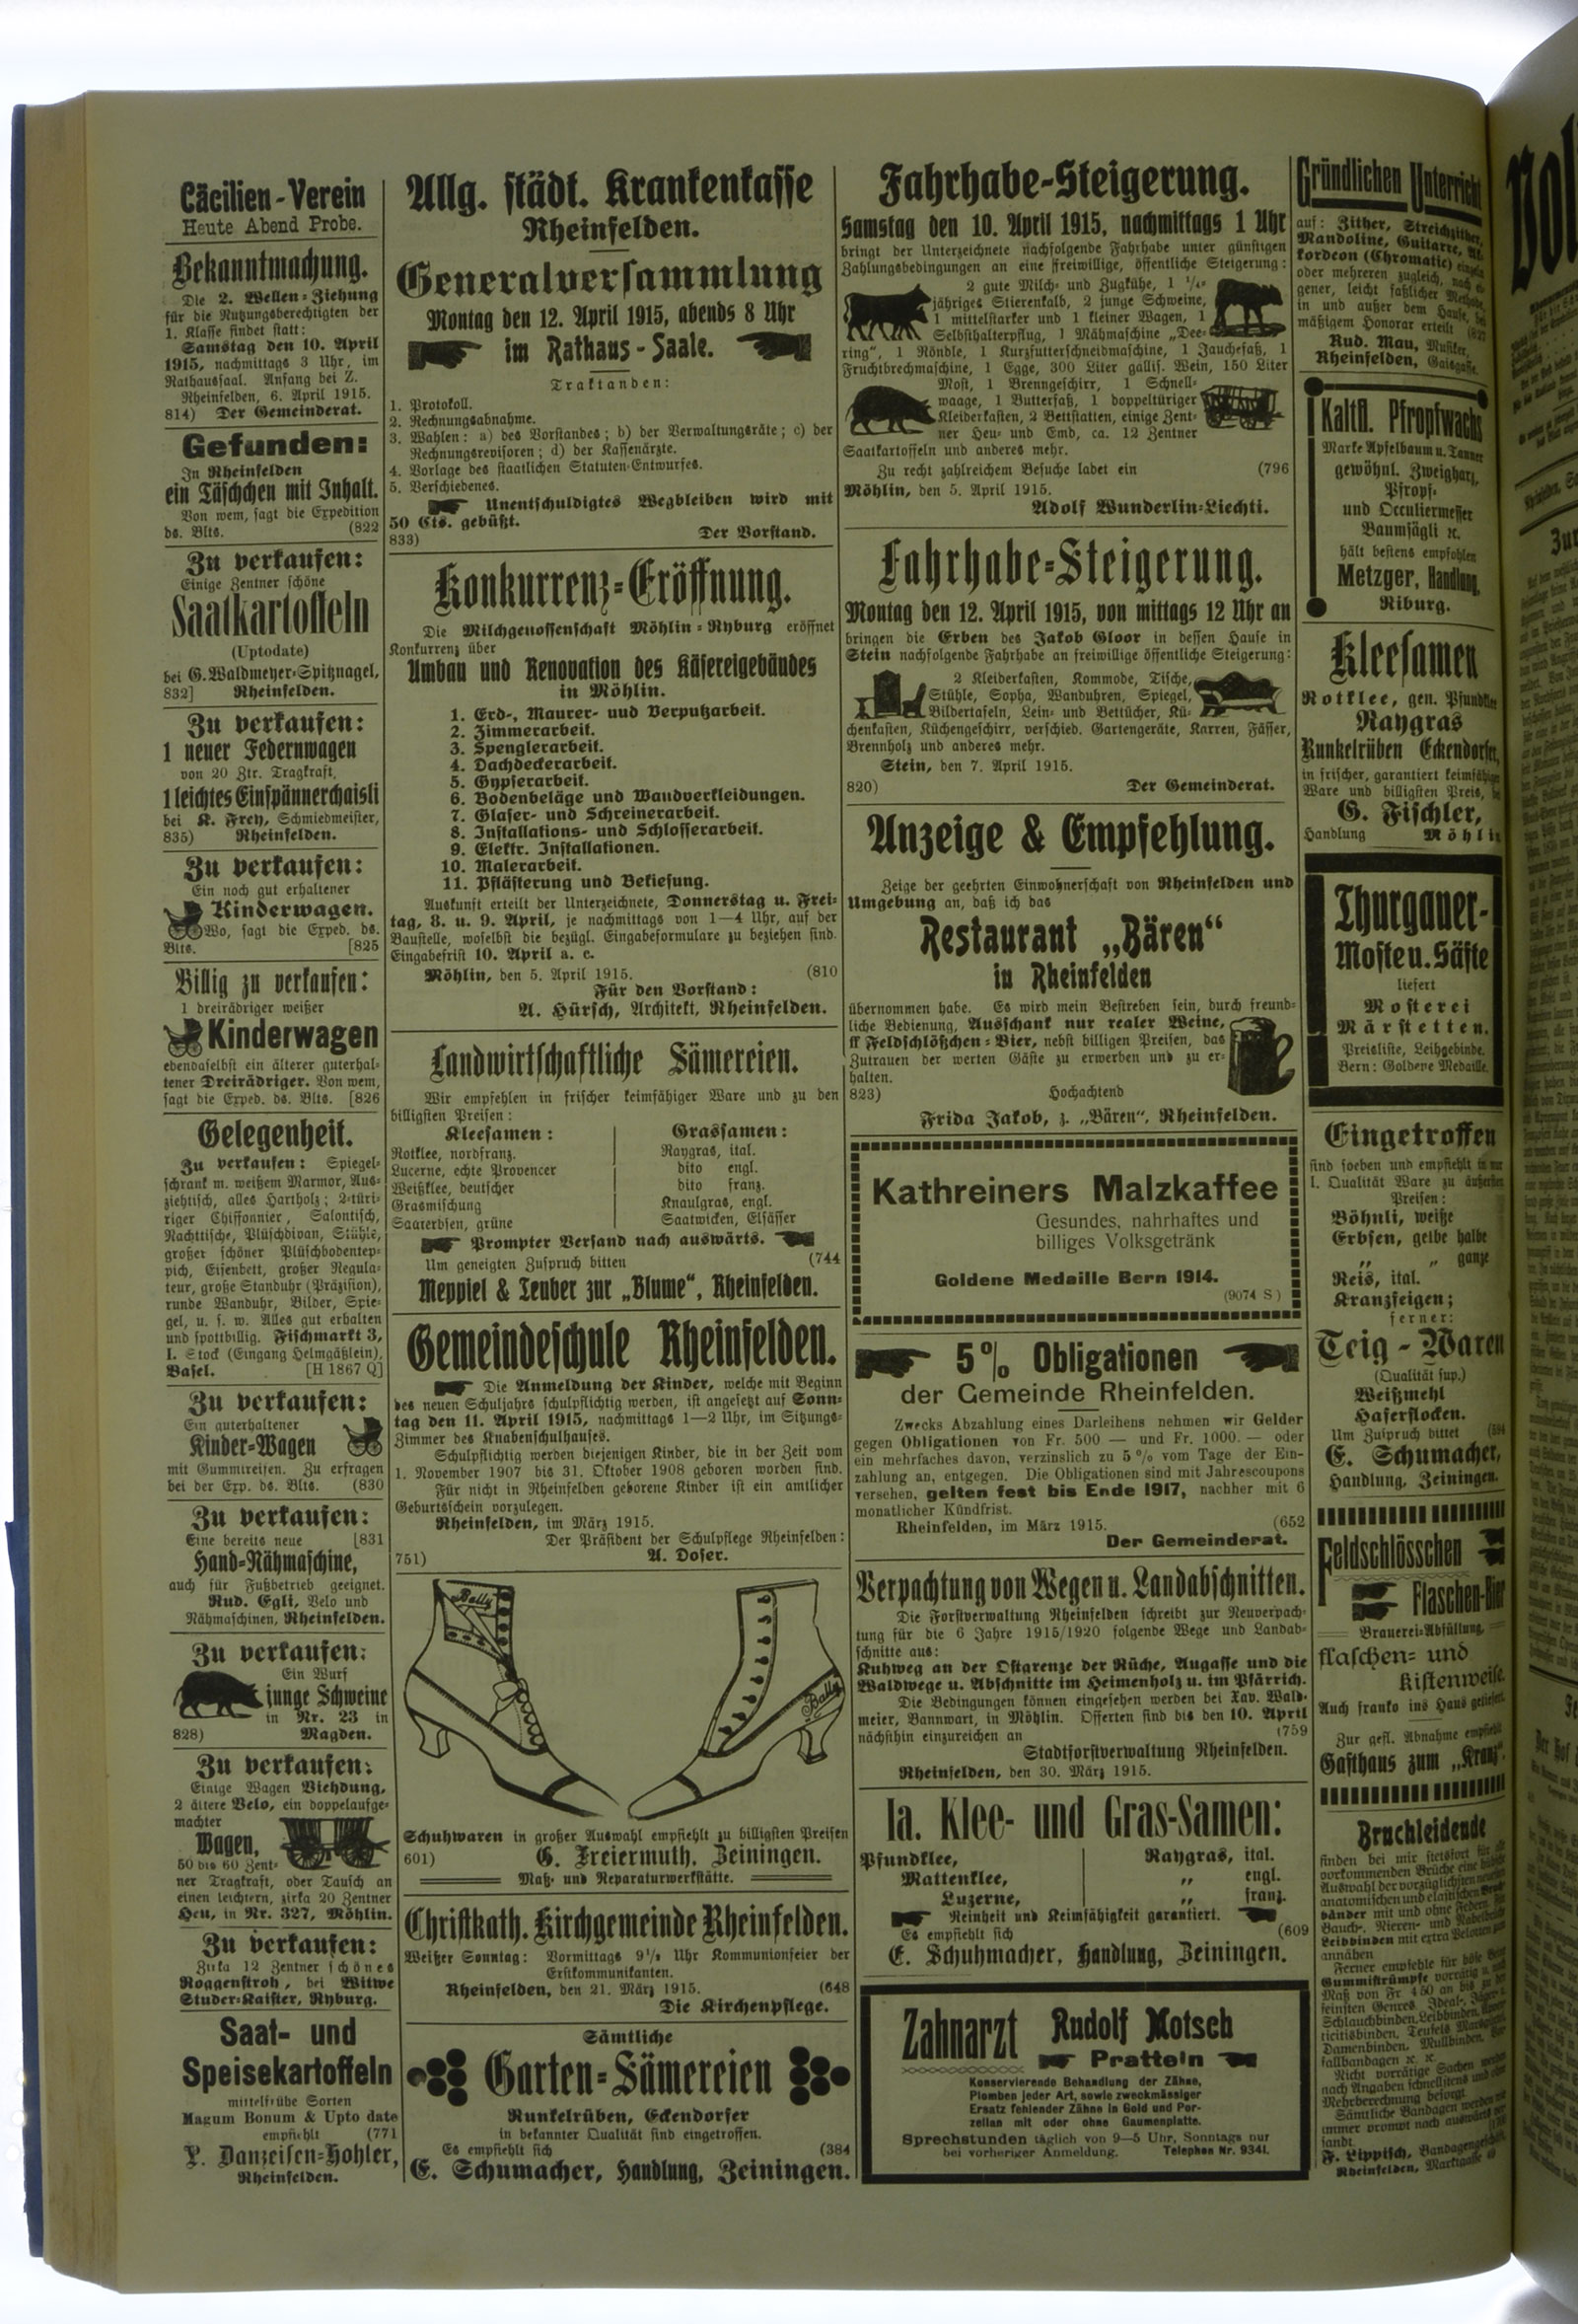 Cäcilien-Verein
Heute Abend Probe.
Bekanntmachung.
Die 2. Wellen-Ziehung
für die Nutzungsberechtigten der
1. Klasse findet statt:
Samstag den 10. April
1915, nachmittags 3 Uhr, im
Rathaussaal. Anfang bei Z.
Rheinfelden, 6. April 1915.
814) Der Gemeinderat.
Gefunden:
In Rheinfelden
ein Täschchen mit Inhalt.
Von wem, sagt die Expedition
ds. Blts. (822
Zu verkaufen:
Einige Zentner schöne
Saatkartoffeln
(Uptodate)
bei G. Waldmeyer-Spitznagel,
832] Rheinfelden.
Zu verkaufen:
1 neuer Federnwagen
von 20 Ztr. Tragkraft,
1 leichtes Einspännerchaisli
bei K. Frey, Schmiedmeister,
835) Rheinfelden.
Zu verkaufen:
Ein noch gut erhaltener
Kinderwagen.
Wo, sagt die Exped. ds.
Blts. [825
Billig zu verkaufen:
1 dreirädriger weißer
Kinderwagen
ebendaselbst ein älterer guterhal-
tener Dreirädriger. Von wem,
sagt die Exped. ds. Blts. [826
Gelegenheit.
Zu verkaufen: Spiegel-
schrank m. weißem Marmor, Aus-
ziehtisch, alles Hartholz; 2-türi-
riger Chiffonnier, Salontisch,
Nachttische, Plüschdivan, Stühle,
großer schöner Plüschbodentep-
pich, Eisenbett, großer Regula-
teur, große Standuhr (Präzision),
runde Wanduhr, Bilder, Spie-
gel, u. s. w. Alles gut erhalten
und spottbillig. Fischmarkt 3,
I. Stock (Eingang Helmgäßlein),
Basel. [H 1867 Q]
Zu verkaufen:
Ein guterhaltener
Kinder-Wagen
mit Gummireifen. Zu erfragen
bei der Exp. ds. Blts. (830
Zu verkaufen:
Eine bereits neue [831
Hand-Nähmaschine,
auch für Fußbetrieb geeignet.
Rud. Egli, Velo und
Nähmaschinen, Rheinfelden.
Zu verkaufen:
Ein Wurf
junge Schweine
in Nr. 23 in
828) Magden.
Zu verkaufen:
Einige Wagen Viehdung,
2 ältere Velo, ein doppelaufge-
machter
Wagen,
50 bis 60 Zent-
ner Tragkraft, oder Tausch an
einen leichtern, zirka 20 Zentner
Heu, in Nr. 327, Möhlin.
Zu verkaufen:
Zirka 12 Zentner schönes
Roggenstroh, bei Witwe
Studer-Kaister, Ryburg.
Saat- und
Speisekartoffeln
mittelfrühe Sorten
Magum Bonum & Upto date
empfiehlt (771
L. Danzeisen-Hohler,
Rheinfelden.
Allg. städt. Krankenkasse
Rheinfelden.
Generalversammlung
Montag den 12. April 1915, abends 8 Uhr
im Rathaus-Saale.
Traktanden:
1. Protokoll.
2. Rechnungsabnahme.
3. Wahlen: a) des Vorstandes; b) der Verwaltungsräte; c) der
Rechnungsrevisoren; d) der Kassenärzte.
4. Vorlage des staatlichen Statuten-Entwurfes.
5. Verschiedenes.
Unentschuldigtes Wegbleiben wird mit
50 Cts. gebüßt.
833) Der Vorstand.
Konkurrenz-Eröffnung.
Die Milchgenossenschaft Möhlin-Ryburg eröffnet
Konkurrenz über
Umbau und Renovation des Käsereigebäudes
in Möhlin.
1. Erd-, Maurer- uud Verputzarbeit.
2. Zimmerarbeit.
3. Spenglerarbeit.
4. Dachdeckerarbeit.
5. Gypserarbeit.
6. Bodenbeläge und Wandverkleidungen.
7. Glaser- und Schreinerarbeit.
8. Installations- und Schlosserarbeit.
9. Elektr. Installationen.
10. Malerarbeit.
11. Pflästerung und Bekiesung.
Auskunft erteilt der Unterzeichnete, Donnerstag u. Frei-
tag, 8. u. 9. April, je nachmittags von 1—4 Uhr, auf der
Baustelle, woselbst die bezügl. Eingabeformulare zu beziehen sind.
Eingabefrist 10. April a. c.
Möhlin, den 5. April 1915. (810
Für den Vorstand:
A. Hürsch, Architekt, Rheinfelden.
Landwirtschaftliche Sämereien.
Wir empfehlen in frischer keimfähiger Ware und zu den
billigsten Preisen:
Kleesamen: Grassamen:
Rotklee, nordfranz. Raygras, ital.
Lucerne, echte Provencer dito engl.
Weißklee, deutscher dito franz.
Grasmischung Knaulgras, engl.
Saaterbsen, grüne Saatwicken, Elsässer
Prompter Versand nach auswärts.
Um geneigten Zuspruch bitten (744
Meppiel & Teuber zur „Blume“, Rheinfelden.
Gemeindeschule Rheinfelden.
Die Anmeldung der Kinder, welche mit Beginn
des neuen Schuljahrs schulpflichtig werden, ist angesetzt auf Sonn-
tag den 11. April 1915, nachmittags 1—2 Uhr, im Sitzungs-
Zimmer des Knabenschulhauses.
Schulpflichtig werden diejenigen Kinder, die in der Zeit vom
1. November 1907 bis 31. Oktober 1908 geboren worden sind.
Für nicht in Rheinfelden geborene Kinder ist ein amtlicher
Geburtsschein vorzulegen.
Rheinfelden, im März 1915.
Der Präsident der Schulpflege Rheinfelden:
751) A. Doser.
Bally
Bally
Schuhwaren in großer Auswahl empfiehlt zu billigsten Preisen
601) G. Freiermuth, Zeiningen.
Maß- und Reparaturwerkstätte.
Christkath. Kirchgemeinde Rheinfelden.
Weißer Sonntag: Vormittags 9½ Uhr Kommunionfeier der
Erstkommunikanten.
Rheinfelden, den 21. März 1915. (648
Die Kirchenpflege.
Sämtliche
Garten-Sämereien
Runkelrüben, Eckendorfer
in bekannter Qualität sind eingetroffen.
Es empfiehlt sich (384
E. Schumacher, Handlung, Zeiningen.
Fahrhabe-Steigerung.
Samstag den 10. April 1915, nachmittags 1 Uhr
bringt der Unterzeichnete nachfolgende Fahrhabe unter günstigen
Zahlungsbedingungen an eine freiwillige, öffentliche Steigerung:
2 gute Milch- und Zugkühe, 1 ¼-
jähriges Stierenkalb, 2 junge Schweine,
1 mittelstarker und 1 kleiner Wagen, 1
Selbsthalterpflug, 1 Mähmaschine „Dee-
ring“, 1 Röndle, 1 Kurzfutterschneidmaschine, 1 Jauchefaß, 1
Fruchtbrechmaschine, 1 Egge, 300 Liter gallis. Wein, 150 Liter
Most, 1 Brenngeschirr, 1 Schnell-
waage, 1 Butterfaß, 1 doppeltüriger
Kleiderkasten, 2 Bettstatten, einige Zent-
ner Heu- und Emd, ca. 12 Zentner
Saatkartoffeln und anderes mehr.
Zu recht zahlreichem Besuche ladet ein (796
Möhlin, den 5. April 1915.
Adolf Wunderlin-Liechti.
Fahrhabe-Steigerung.
Montag den 12. April 1915, von mittags 12 Uhr an
bringen die Erben des Jakob Gloor in dessen Hause in
Stein nachfolgende Fahrhabe an freiwillige öffentliche Steigerung:
2 Kleiderkasten, Kommode, Tische,
Stühle, Sopha, Wanduhren, Spiegel,
Bildertafeln, Lein- und Bettücher, Kü-
chenkasten, Küchengeschirr, verschied. Gartengeräte, Karren, Fässer,
Brennholz und anderes mehr.
Stein, den 7. April 1915.
820) Der Gemeinderat.
Anzeige & Empfehlung.
Zeige der geehrten Einwohnerschaft von Rheinfelden und
Umgebung an, daß ich das
Restaurant „Bären“
in Rheinfelden
übernommen habe. Es wird mein Bestreben sein, durch freund-
liche Bedienung, Ausschank nur realer Weine,
ff Feldschlößchen-Bier, nebst billigen Preisen, das
Zutrauen der werten Gäste zu erwerben und zu er-
halten.
823) Hochachtend
Frida Jakob, z. „Bären“, Rheinfelden.
Kathreiners Malzkaffee
Gesundes, nahrhaftes und
billiges Volksgetränk
Goldene Medaille Bern 1914.
(9074 S)
5% Obligationen
der Gemeinde Rheinfelden.
Zwecks Abzahlung eines Darleihens nehmen wir Gelder
gegen Obligationen von Fr. 500 — und Fr. 1000. — oder
ein mehrfaches davon, verzinslich zu 5% vom Tage der Ein-
zahlung an, entgegen. Die Obligationen sind mit Jahrescoupons
versehen, gelten fest bis Ende 1917, nachher mit 6
monatlicher Kündfrist.
Rheinfelden, im März 1915. (652
Der Gemeinderat.
Verpachtung von Wegen u. Landabschnitten.
Die Forstverwaltung Rheinfelden schreibt zur Neuverpach-
tung für die 6 Jahre 1915/1920 folgende Wege und Landab-
schnitte aus:
Kuhweg an der Ostgrenze der Rüche, Augasse und die
Waldwege u. Abschnitte im Heimenholz u. im Pfärrich.
Die Bedingungen können eingesehen werden bei Xav. Wald-
meier, Bannwart, in Möhlin. Offerten sind bis den 10. April
nächsthin einzureichen an (759
Stadtforstverwaltung Rheinfelden.
Rheinfelden, den 30. März 1915.
Ia. Klee- und Gras-Samen:
Pfundklee, Raygras, ital.
Mattenklee, „ engl.
Luzerne, „ franz.
Reinheit und Keimfähigkeit garantiert.
Es empfiehlt sich (609
E. Schuhmacher, Handlung, Zeiningen.
Zahnarzt Rudolf Motsch
Pratteln
Konservierende Behandlung der Zähne,
Plomben jeder Art, sowie zweckmässiger
Ersatz fehlender Zähne in Gold und Por-
zellan mit oder ohne Gaumenplatte.
Sprechstunden täglich von 9—5 Uhr, Sonntags nur
bei vorheriger Anmeldung. Telephon Nr. 9341.
Gründlichen Unterricht
auf: Zither, Streichzither,
Mandoline, Guitarre, Ak-
kordeon (Chromatic) einzeln
oder mehreren zugleich, nach ei-
gener, leicht faßlicher Methode,
in und außer dem Hause, bei
mäßigem Honorar erteilt
Rud. Mau, Musiker,
Rheinfelden, Gaisgasse.
Kaltfl. Pfropfwachs
Marke Apfelbaum u. Tanne
gewöhnl. Zweigharz,
Pfropf-
und Occuliermesser
Baumsägli ꝛc.
hält bestens empfohlen
Metzger, Handlung,
Riburg.
Kleesamen
Rotklee, gen. Pfundklee
Raygras
Runkelrüben Eckendorfer,
in frischer, garantiert keimfähiger
Ware und billigsten Preis, bei
G. Fischler,
Handlung Möhlin
Thurgauer-
Moste u. Säfte
liefert
Mosterei
Märstetten.
Preisliste, Leihgebinde.
Bern: Goldene Medaille.
Eingetroffen
sind soeben und empfiehlt in nur
I. Qualität Ware zu äußersten
Preisen:
Böhnli, weiße
Erbsen, gelbe halbe
„ „ ganze
Reis, ital.
Kranzfeigen;
ferner:
Teig-Waren
(Qualität sup.)
Weißmehl
Haferflocken.
Um Zuspruch bittet (594
E. Schumacher,
Handlung, Zeiningen.
Feldschlösschen
Flaschen-Bier
Brauerei-Abfüllung,
flaschen- und
kistenweise.
Auch franko ins Haus geliefert.
Zur gefl. Abnahme empfiehlt
Gasthaus zum „Kranz“.
Bruchleidende
finden bei mir stetsfort für alle
vorkommenden Brüche eine
Auswahl der vorzüglichsten
anatomischen und elastischen Bruch-
bänder mit und ohne Federn.
Bauch-, Nieren- und Nabelbruch
Leibbinden mit extra Pelotten zum
annähen
Ferner empfehle für böse Beine
Gummistrümpfe vorrätig u. nach
Maß von Fr 4 50 an bis zu den
feinsten Genres.
Schlauchbinden, Leibbinden,
Damenbinden, Mullbinden,
fallbandagen ꝛc. ꝛc.
Nicht vorrätige Sachen werden
nach Angaben schnellstens und ohne
Mehrberechnung besorgt
Sämtliche Bandagen werden
immer prompt nach auswärts
sandt.
F. Lippisch, Bandagengeschäft,
Rheinfelden, Marktgasse